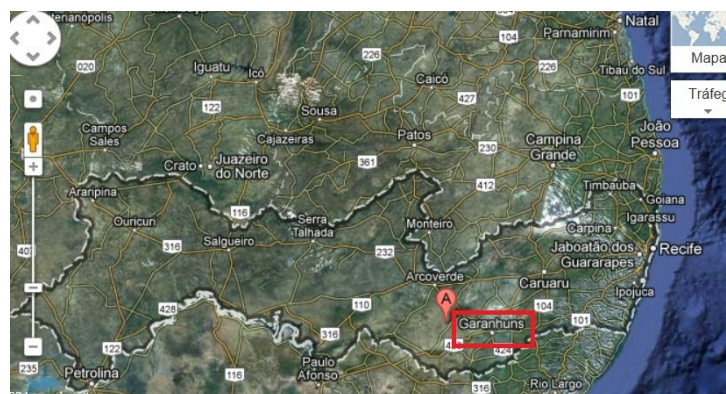 Natal
Parnamirim
104
226
Mapa
Iguatu
Icó
020
226
Tibau do Sul
Caicó
427
101
Tráfeg
122
Sousa
Campos
Sales
Cajazeiras
Patos
João
Pessoa
230
Campina
Grande
Crato
Juazeiro
do Norte
361
412
Timbaúba
Araripina
Goiana
116
Serra
Talhada
Monteiro
Igarassu
Ouricuri
Carpina
316
Salgueiro
232
Jaboatão dos
Guararapes
Recife
Arcoverde
Caruaru
Ipojuca
A
428
110
104
Garanhuns
101
316
122
424
235
Petrolina
116
Paulo
Afonso
316
Rio Largo